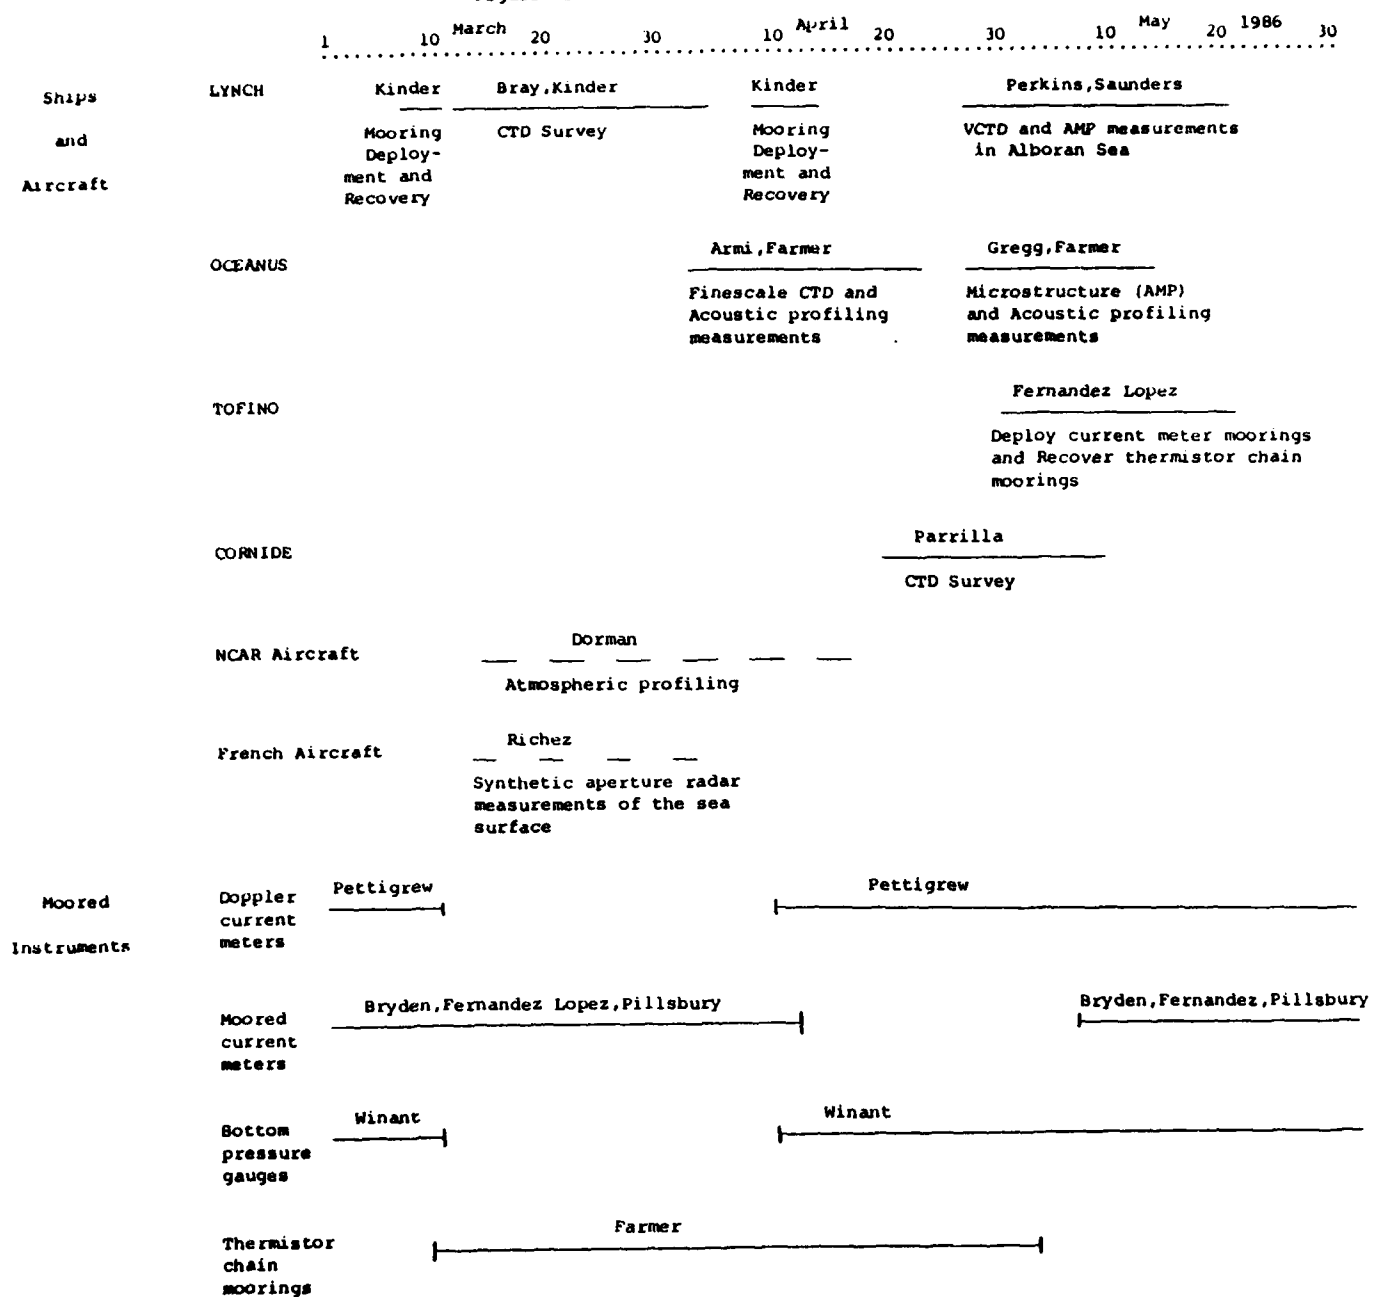 March April May 1986
1 10 20 30 10 20 30 10 20 30
Ships
and
Aircraft
LYNCH
Kinder
Mooring
Deploy-
ment and
Recovery
Bray,Kinder
CTD Survey
Kinder
Mooring
Deploy-
ment and
Recovery
Perkins,Saunders
VCTD and AMP measurements
in Alboran Sea
OCEANUS
Armi,Farmer
Finescale CTD and
Acoustic profiling
measurements
Gregg,Farmer
Microstructure (AMP)
and Acoustic profiling
measurements
TOFINO
Fernandez Lopez
Deploy current meter moorings
and Recover thermistor chain
moorings
CORNIDE
Parrilla
CTD Survey
NCAR Aircraft
Dorman
Atmospheric profiling
French Aircraft
Richez
Synthetic aperture radar
measurements of the sea
surface
Moored
Instruments
Doppler
current
meters
Pettigrew
Pettigrew
Moored
current
meters
Bryden,Fernandez Lopez,Pillsbury
Bryden,Fernandez,Pillsbury
Bottom
pressure
gauges
Winant
Winant
Thermistor
chain
moorings
Farmer